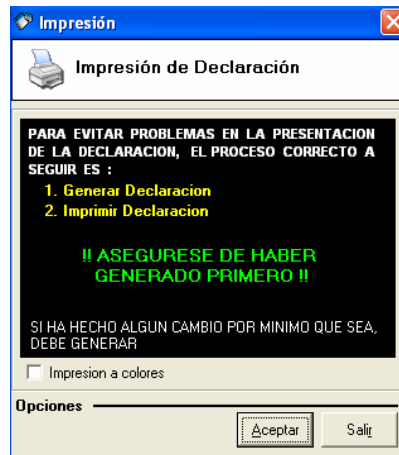 Impresión
Impresión de Declaración
PARA EVITAR PROBLEMAS EN LA PRESENTACION
DE LA DECLARACION, EL PROCESO CORRECTO A
SEGUIR ES :
1. Generar Declaracion
2. Imprimir Declaracion
!! ASEGURESE DE HABER
GENERADO PRIMERO !!
SI HA HECHO ALGUN CAMBIO POR MINIMO QUE SEA,
DEBE GENERAR
Impresion a colores
Opciones
Aceptar
Salir